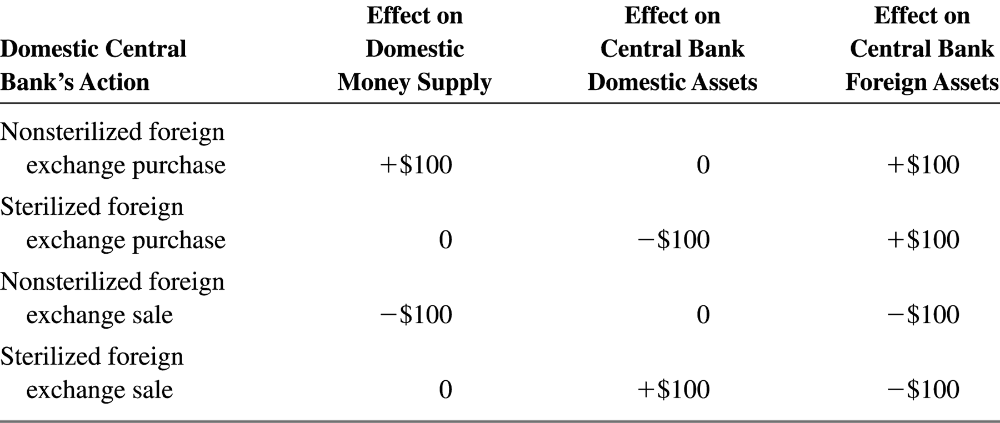 Effect on Effect on Effect on
Domestic Central Domestic Central Bank Central Bank
Bank’s Action Money Supply Domestic Assets Foreign Assets
Nonsterilized foreign
exchange purchase +$100 0 +$100
Sterilized foreign
exchange purchase 0 −$100 +$100
Nonsterilized foreign
exchange sale −$100 0 −$100
Sterilized foreign
exchange sale 0 +$100 −$100